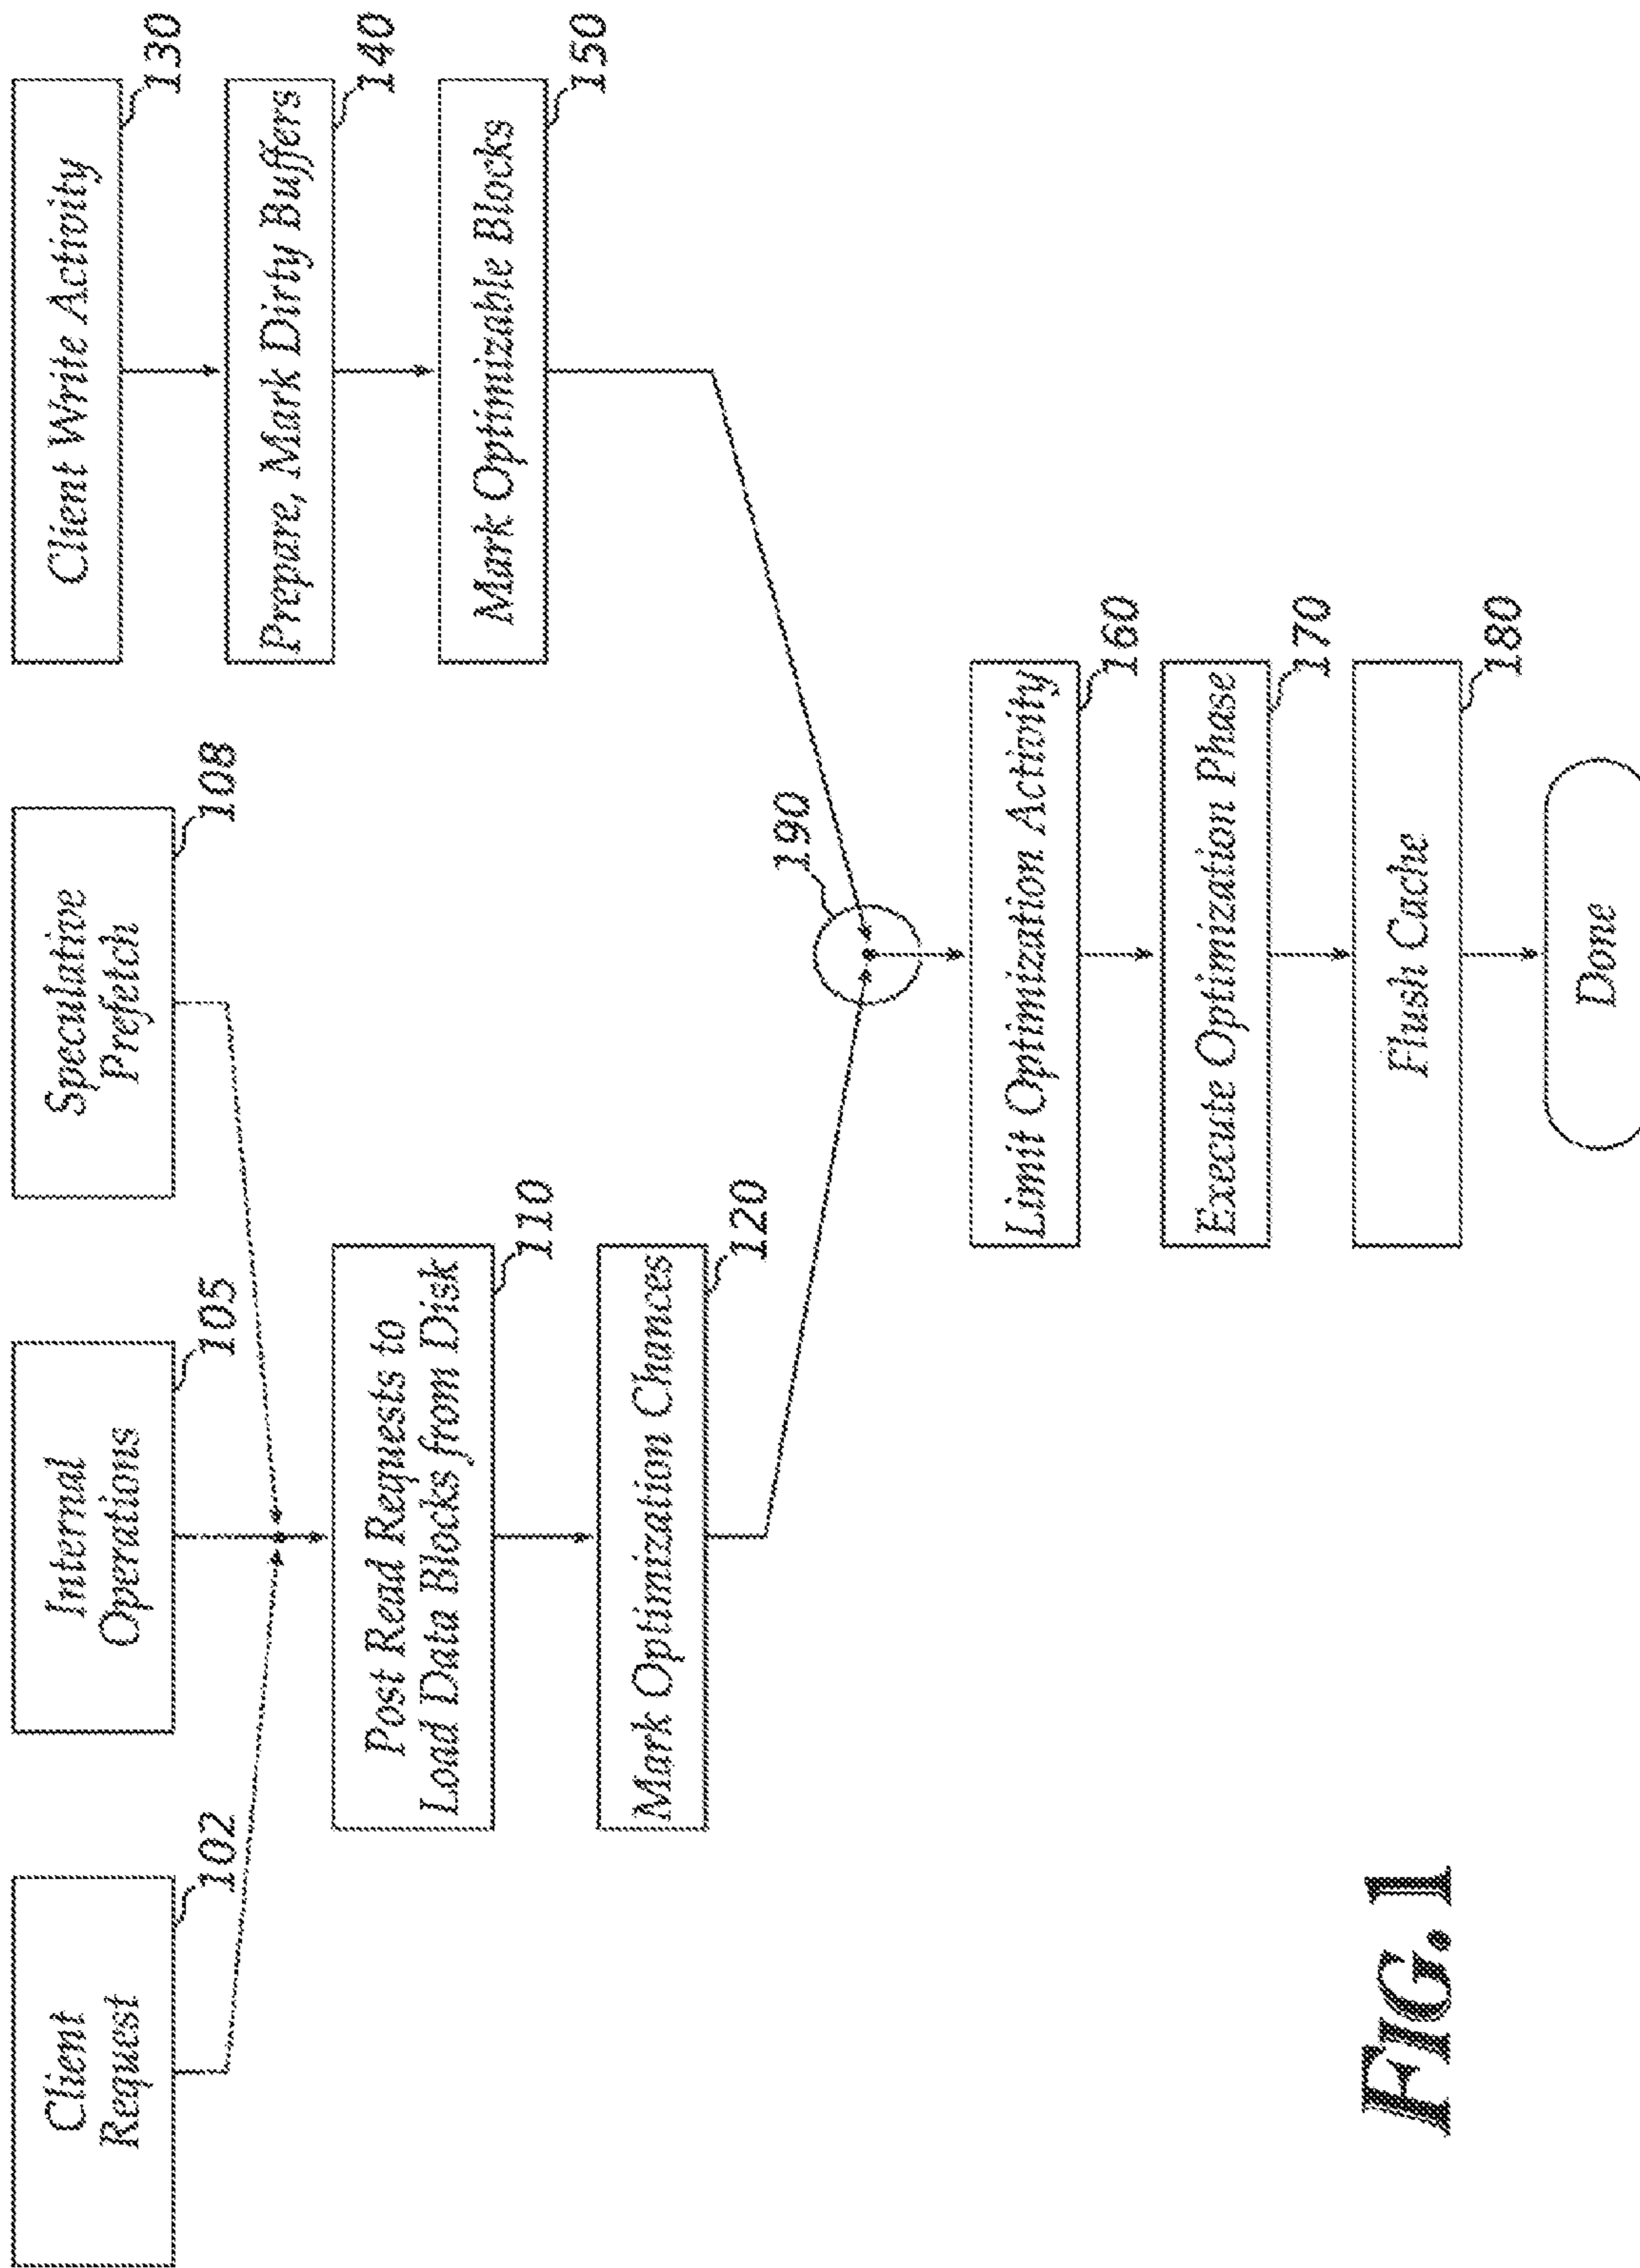 Client
Request
102
Internal
Operations
105
Speculative
Prefetch
108
Client Write Activity
130
Prepare, Mark Dirty Buffers
140
Mark Optimizable Blocks
150
Post Read Requests to
Load Data Blocks from Disk
110
Mark Optimization Chances
120
190
Limit Optimization Activity
160
Execute Optimization Phase
170
Flush Cache
180
Done
FIG. 1